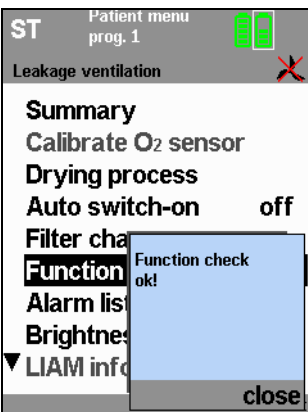 ST
Patient menu
prog. 1
Leakage ventilation
Summary
Calibrate O₂ sensor
Drying process
Auto switch-on off
Filter cha
Function
Alarm list
Brightnes
LIAM info
Function check
ok!
close